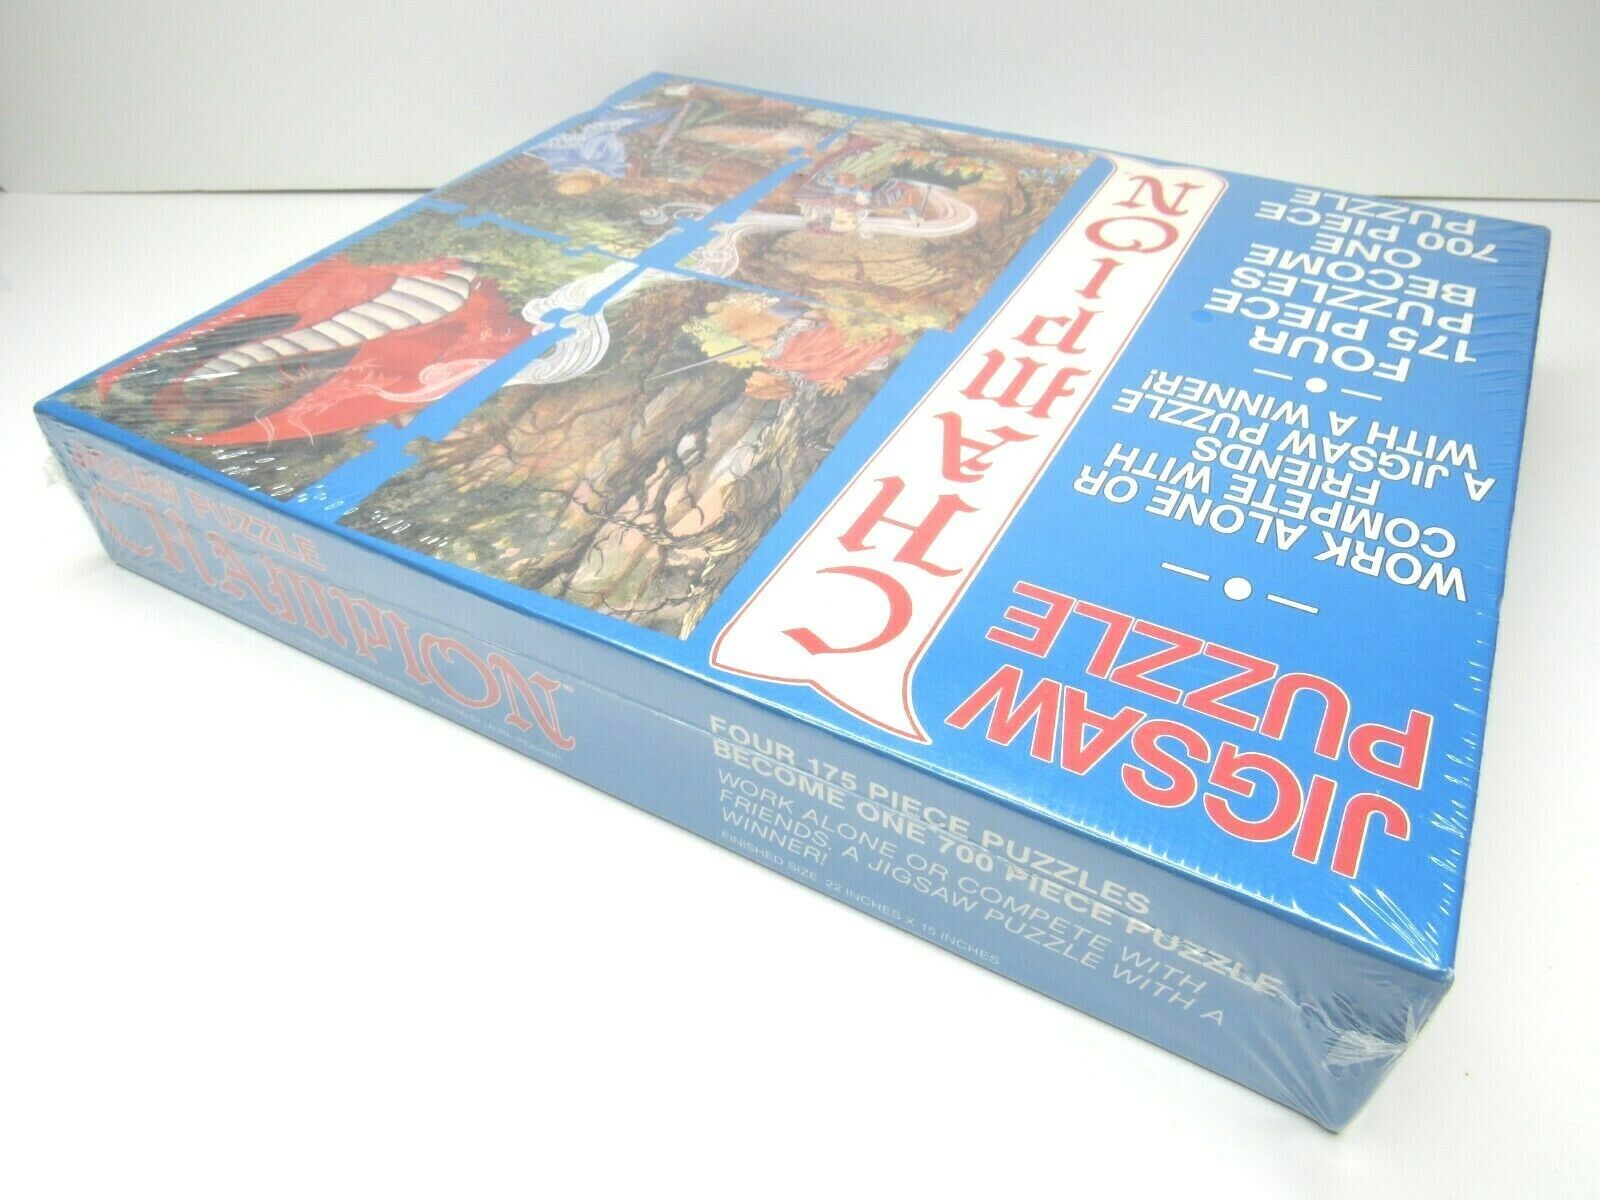 JIGSAW
PUZZLE
WORK ALONE OR
COMPETE WITH
FRIENDS
A JIGSAW PUZZLE
WITH A WINNER!
FOUR
175 PIECE
PUZZLES
BECOME
ONE
700 PIECE
PUZZLE
CHAMPION
JIGSAW PUZZLE
CHAMPION™
FOUR 175 PIECE PUZZLES
BECOME ONE 700 PIECE PUZZLE
WORK ALONE OR COMPETE WITH
FRIENDS. A JIGSAW PUZZLE WITH A
WINNER!
FINISHED SIZE 22 INCHES X 15 INCHES